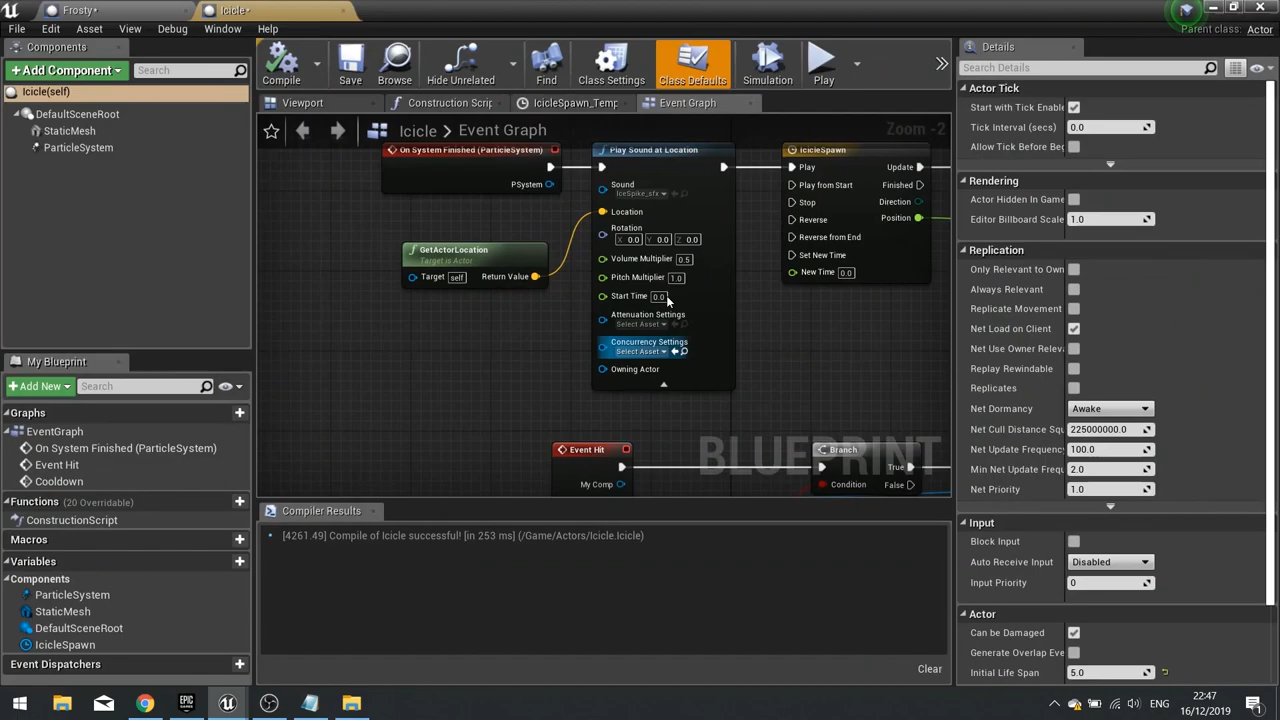 Frosty*
Icicle*
File Edit Asset View Debug Window Help
Parent class: Actor
Components
Add Component
Search
Icicle(self)
DefaultSceneRoot
StaticMesh
ParticleSystem
Compile
Save
Browse
Hide Unrelated
Find
Class Settings
Class Defaults
Simulation
Play
Viewport
Construction Scrip
IcicleSpawn_Temp
Event Graph
Icicle > Event Graph
Zoom -2
On System Finished (ParticleSystem)
PSystem
GetActorLocation
Target is Actor
Target self Return Value
Play Sound at Location
Sound
IceSpike_sfx
Location
Rotation
X 0.0 Y 0.0 Z 0.0
Volume Multiplier 0.5
Pitch Multiplier 1.0
Start Time 0.0
Attenuation Settings
Select Asset
Concurrency Settings
Select Asset
Owning Actor
IcicleSpawn
Play Update
Play from Start Finished
Stop Direction
Reverse Position
Reverse from End
Set New Time
New Time 0.0
Event Hit
My Comp
Branch
True
Condition False
BLUEPRINT
My Blueprint
Add New
Search
Graphs
EventGraph
On System Finished (ParticleSystem)
Event Hit
Cooldown
Functions (20 Overridable)
ConstructionScript
Macros
Variables
Components
ParticleSystem
StaticMesh
DefaultSceneRoot
IcicleSpawn
Event Dispatchers
Compiler Results
[4261.49] Compile of Icicle successful! [in 253 ms] (/Game/Actors/Icicle.Icicle)
Clear
Details
Search Details
Actor Tick
Start with Tick Enable
Tick Interval (secs) 0.0
Allow Tick Before Beg
Rendering
Actor Hidden In Game
Editor Billboard Scale 1.0
Replication
Only Relevant to Own
Always Relevant
Replicate Movement
Net Load on Client
Net Use Owner Relev
Replay Rewindable
Replicates
Net Dormancy Awake
Net Cull Distance Squ 225000000.0
Net Update Frequency 100.0
Min Net Update Frequ 2.0
Net Priority 1.0
Input
Block Input
Auto Receive Input Disabled
Input Priority 0
Actor
Can be Damaged
Generate Overlap Eve
Initial Life Span 5.0
EPIC GAMES
ENG
22:47
16/12/2019
1